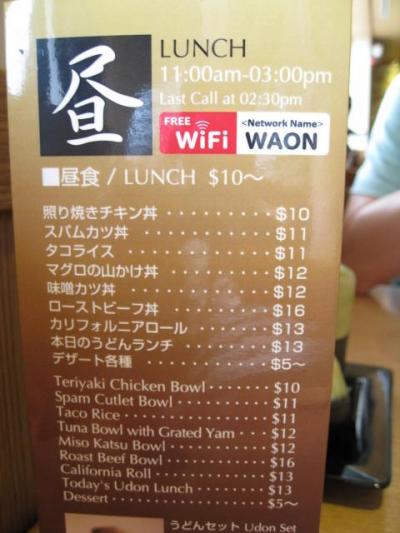 昼
LUNCH
11:00am-03:00pm
Last Call at 02:30pm
FREE
WiFi
<Network Name>
WAON
■昼食 / LUNCH $10～
照り焼きチキン丼 ・・・・・・・・・ $10
スパムカツ丼 ・・・・・・・・・・・ $11
タコライス ・・・・・・・・・・・・ $11
マグロの山かけ丼 ・・・・・・・・・ $12
味噌カツ丼 ・・・・・・・・・・・・ $12
ローストビーフ丼 ・・・・・・・・・ $16
カリフォルニアロール ・・・・・・・ $13
本日のうどんランチ ・・・・・・・・ $13
デザート各種 ・・・・・・・・・・・ $5～
Teriyaki Chicken Bowl ・・・・・・ $10
Spam Cutlet Bowl ・・・・・・・・ $11
Taco Rice ・・・・・・・・・・・・ $11
Tuna Bowl with Grated Yam ・・・ $12
Miso Katsu Bowl ・・・・・・・・・ $12
Roast Beef Bowl ・・・・・・・・・ $16
California Roll ・・・・・・・・・・ $13
Today's Udon Lunch ・・・・・・・ $13
Dessert ・・・・・・・・・・・・・ $5～
うどんセット Udon Set